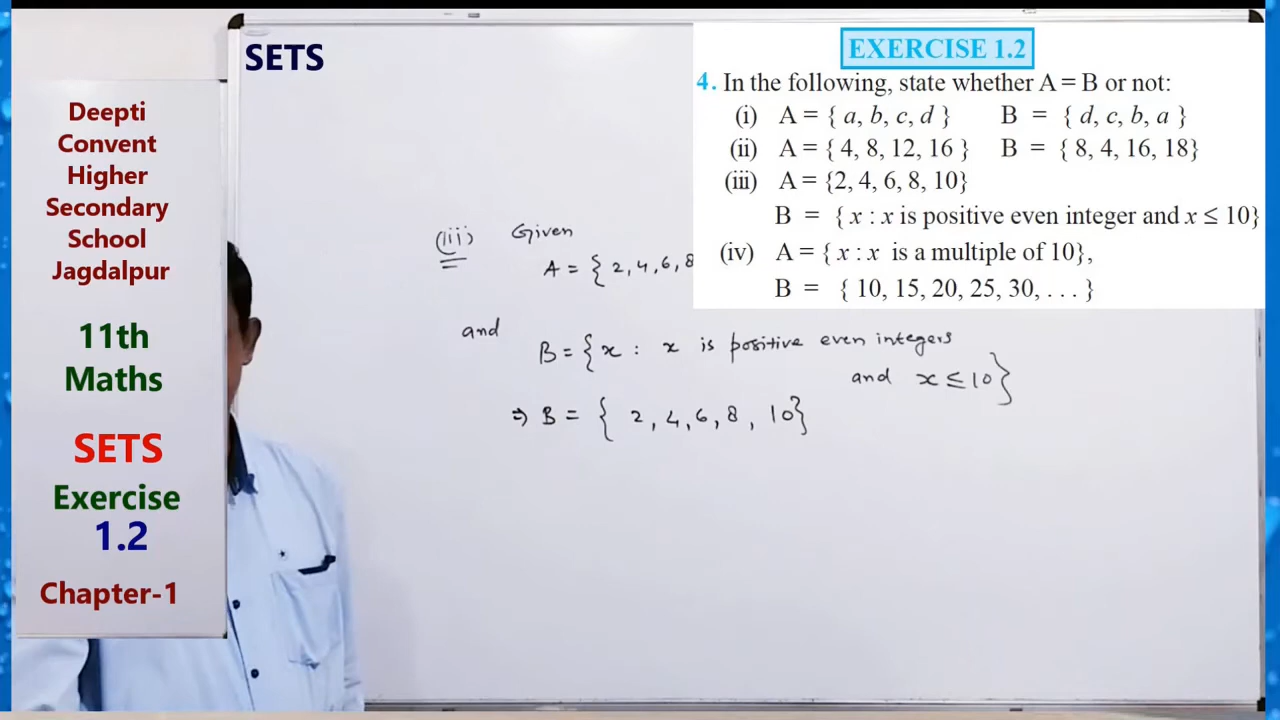 SETS
Deepti
Convent
Higher
Secondary
School
Jagdalpur
11th
Maths
SETS
Exercise
1.2
Chapter-1
EXERCISE 1.2
4. In the following, state whether A = B or not:
(i) A = { a, b, c, d } B = { d, c, b, a }
(ii) A = { 4, 8, 12, 16 } B = { 8, 4, 16, 18}
(iii) A = {2, 4, 6, 8, 10}
B = { x : x is positive even integer and x ≤ 10}
(iv) A = { x : x is a multiple of 10},
B = { 10, 15, 20, 25, 30, . . . }
(iii) Given
A = { 2, 4, 6, 8
and
B = { x : x is positive even integers
and x ≤ 10 }
⇒ B = { 2, 4, 6, 8, 10}